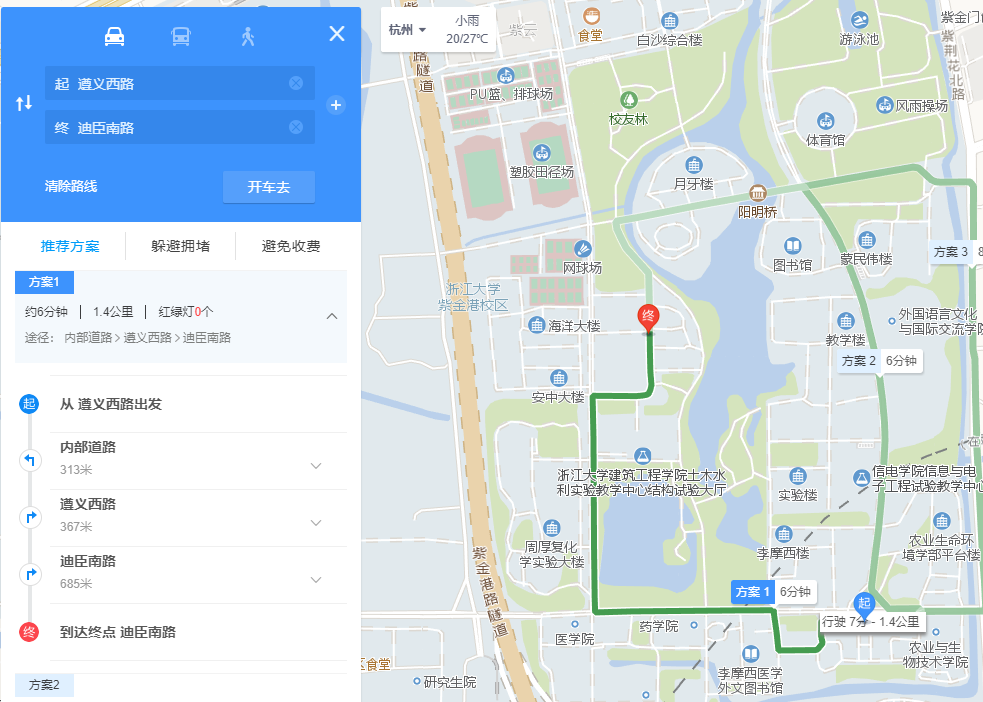 起 遵义西路
终 迪臣南路
清除路线
开车去
推荐方案
躲避拥堵
避免收费
方案1
约6分钟
1.4公里
红绿灯0个
途径： 内部道路 > 遵义西路 > 迪臣南路
起
从 遵义西路出发
内部道路
313米
遵义西路
367米
迪臣南路
685米
终
到达终点 迪臣南路
方案2
杭州
小雨
20/27℃
路隧道
紫云
食堂
白沙综合楼
游泳池
紫金门
紫荆花北路
PU篮、排球场
校友林
风雨操场
体育馆
塑胶田径场
月牙楼
阳明桥
图书馆
蒙民伟楼
方案 3
网球场
浙江大学
紫金港校区
终
海洋大楼
外国语言文化
与国际交流学院
教学楼
方案 2
6分钟
安中大楼
浙江大学建筑工程学院土木水
利实验教学中心结构试验大厅
实验楼
信电学院信息与电
子工程试验教学中心
周厚复化
学实验大楼
李摩西楼
农业生命环
境学部平台楼
紫金港路隧道
方案 1
6分钟
起
行驶 7分 - 1.4公里
医学院
药学院
农业与生
物技术学院
区食堂
研究生院
李摩西医学
外文图书馆